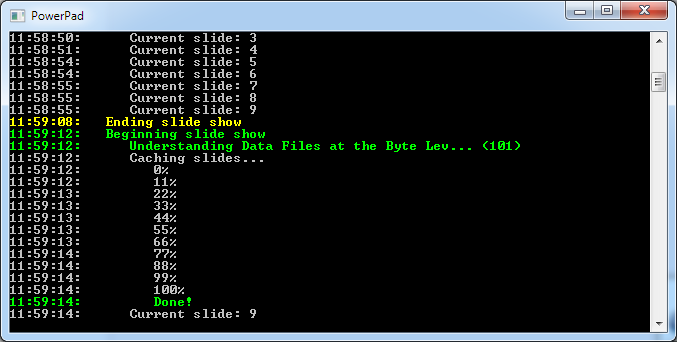 PowerPad
11:58:50: Current slide: 3
11:58:51: Current slide: 4
11:58:54: Current slide: 5
11:58:54: Current slide: 6
11:58:55: Current slide: 7
11:58:55: Current slide: 8
11:58:55: Current slide: 9
11:59:08: Ending slide show
11:59:12: Beginning slide show
11:59:12: Understanding Data Files at the Byte Lev... (101)
11:59:12: Caching slides...
11:59:12: 0%
11:59:12: 11%
11:59:13: 22%
11:59:13: 33%
11:59:13: 44%
11:59:13: 55%
11:59:13: 66%
11:59:14: 77%
11:59:14: 88%
11:59:14: 99%
11:59:14: 100%
11:59:14: Done!
11:59:14: Current slide: 9